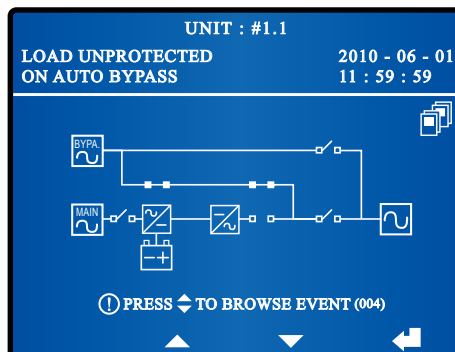 UNIT : #1.1
LOAD UNPROTECTED
2010 - 06 - 01
ON AUTO BYPASS
11 : 59 : 59
BYPA.
MAIN
! PRESS TO BROWSE EVENT (004)